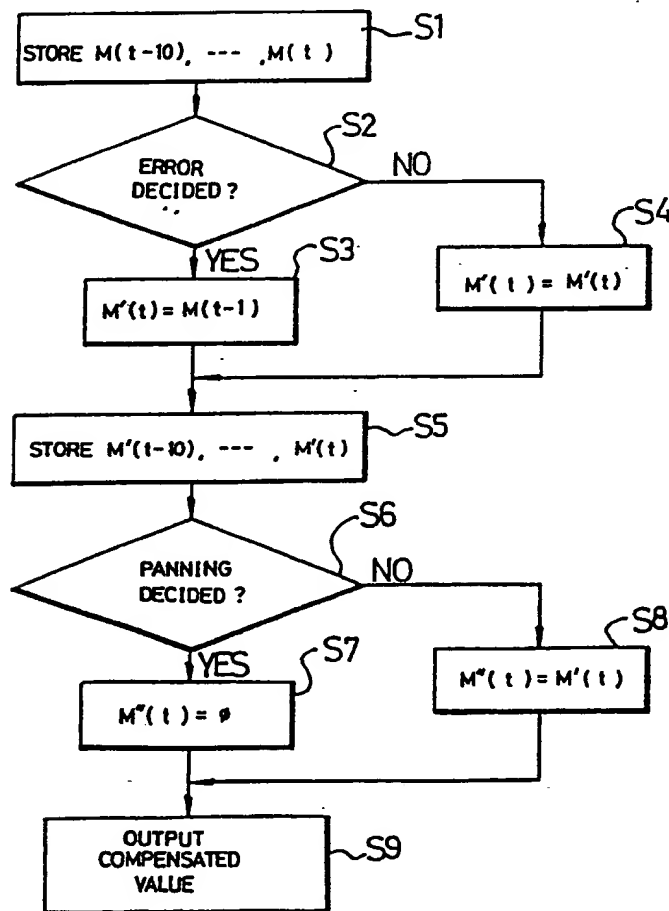 STORE M(t-10), --- ,M(t)
S1
S2
ERROR
DECIDED ?
NO
YES
S3
S4
M'(t) = M(t-1)
M'(t) = M'(t)
STORE M'(t-10), --- , M'(t)
S5
S6
PANNING
DECIDED ?
NO
YES
S7
S8
M"(t) = ø
M"(t) = M'(t)
OUTPUT
COMPENSATED
VALUE
S9